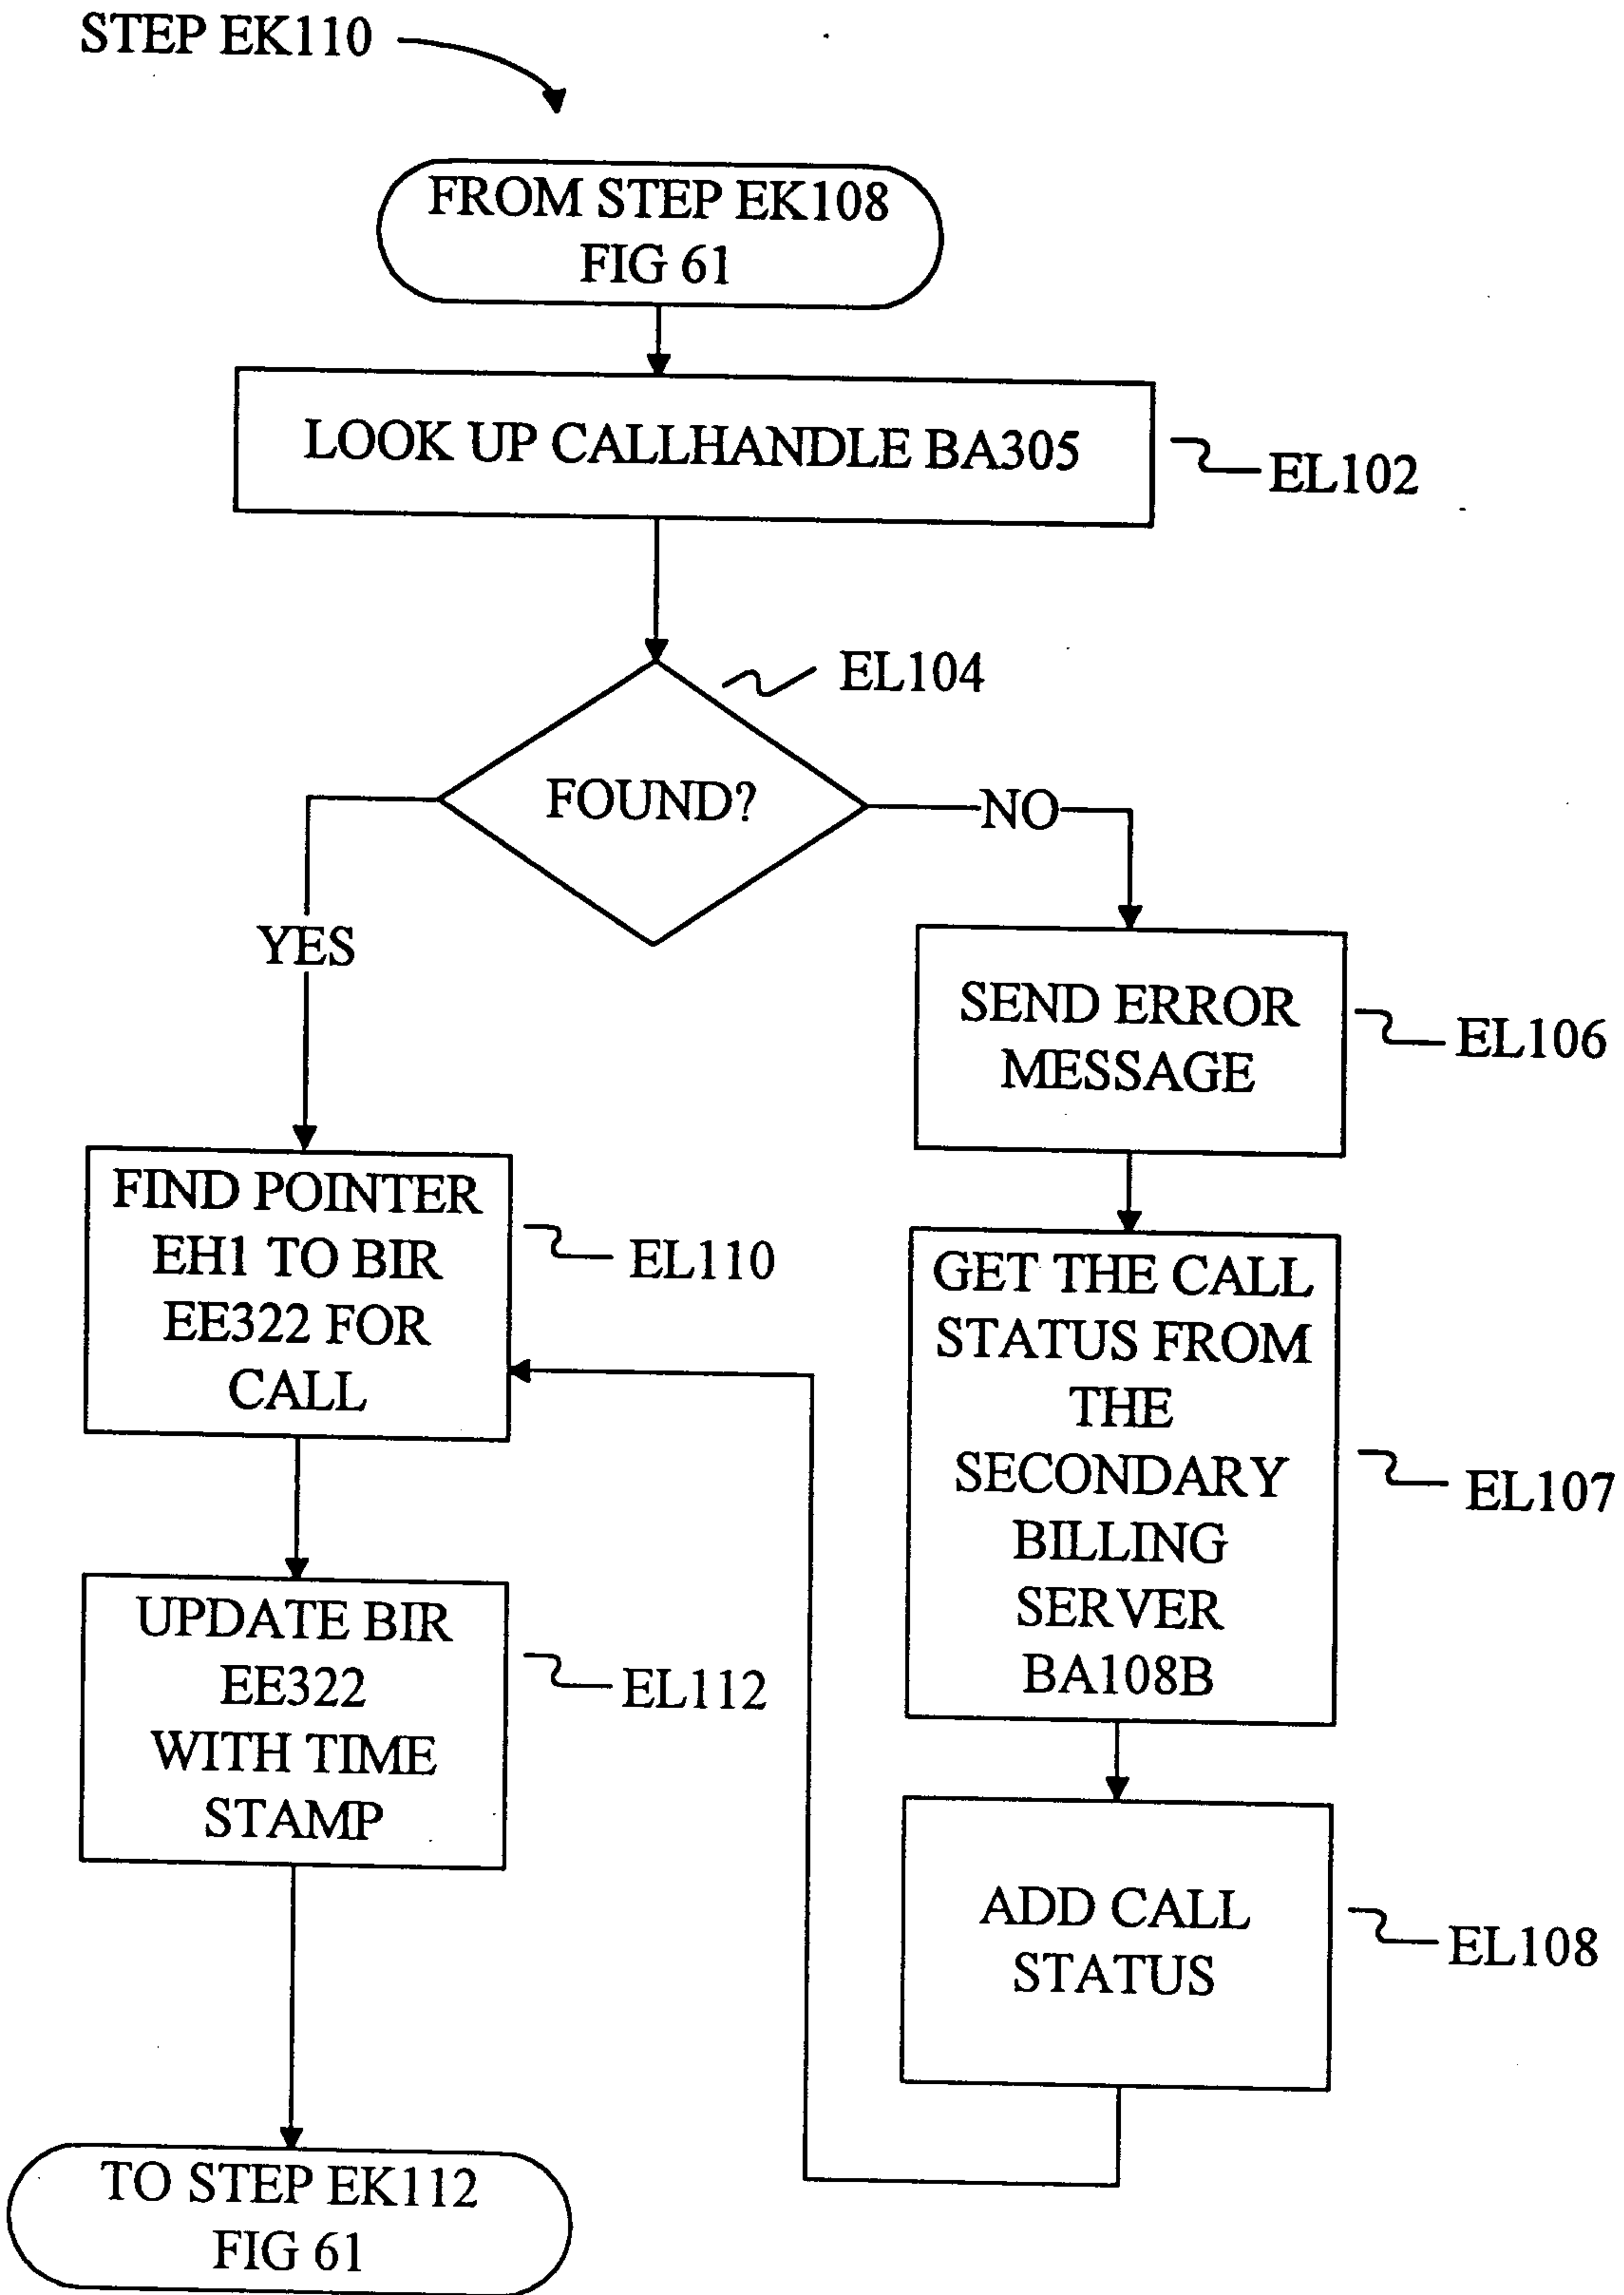 STEP EK110
FROM STEP EK108
FIG 61
LOOK UP CALLHANDLE BA305
EL102
EL104
FOUND?
NO
YES
SEND ERROR
MESSAGE
EL106
FIND POINTER
EH1 TO BIR
EE322 FOR
CALL
EL110
GET THE CALL
STATUS FROM
THE
SECONDARY
BILLING
SERVER
BA108B
EL107
UPDATE BIR
EE322
WITH TIME
STAMP
EL112
ADD CALL
STATUS
EL108
TO STEP EK112
FIG 61